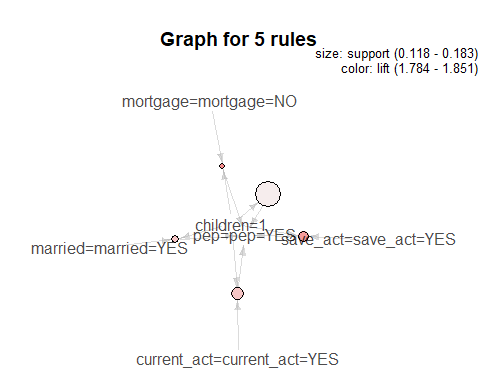 Graph for 5 rules
size: support (0.118 - 0.183)
color: lift (1.784 - 1.851)
mortgage=mortgage=NO
children=1
pep=pep=YES
save_act=save_act=YES
married=married=YES
current_act=current_act=YES